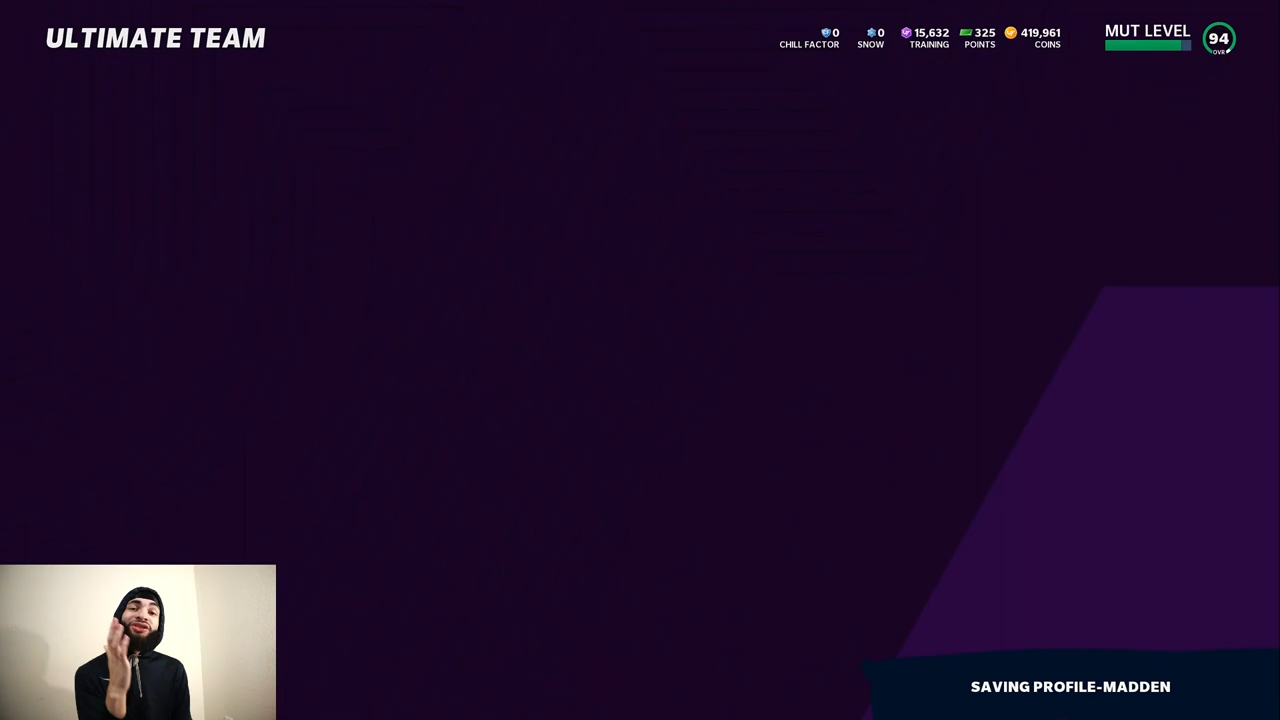 ULTIMATE TEAM
0 0 15,632 325 419,961
CHILL FACTOR SNOW TRAINING POINTS COINS
MUT LEVEL
94
OVR
SAVING PROFILE-MADDEN